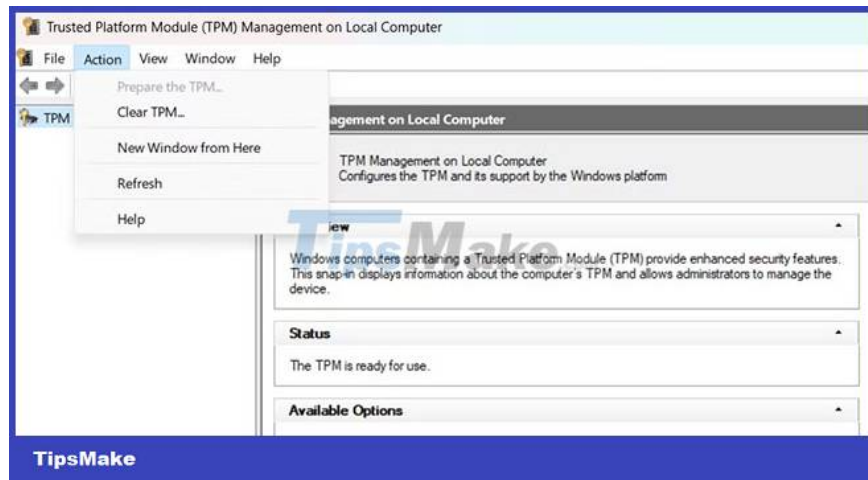 Trusted Platform Module (TPM) Management on Local Computer
File Action View Window Help
Prepare the TPM...
Clear TPM...
New Window from Here
Refresh
Help
TPM
agement on Local Computer
TPM Management on Local Computer
Configures the TPM and its support by the Windows platform
iew
TipsMake
Windows computers containing a Trusted Platform Module (TPM) provide enhanced security features.
This snap-in displays information about the computer's TPM and allows administrators to manage the
device.
Status
The TPM is ready for use.
Available Options
TipsMake